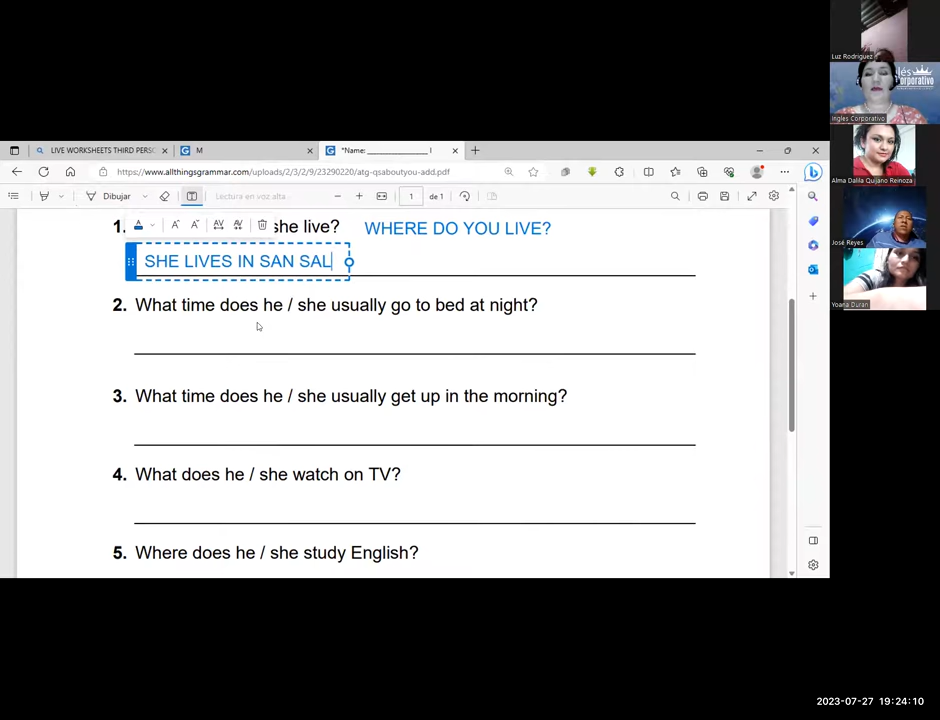 Luz Rodriguez
lés
orporativo
Ingles Corporativo
Alma Dalila Quijano Reinoza
José Reyes
Yoana Duran
LIVE WORKSHEETS THIRD PERSO
M
*Name: ________________ I
https://www.allthingsgrammar.com/uploads/2/3/2/9/23290220/atg-qsaboutyou-add.pdf
Dibujar
Lectura en voz alta
1
de 1
1. she live? WHERE DO YOU LIVE?
SHE LIVES IN SAN SAL
2. What time does he / she usually go to bed at night?
3. What time does he / she usually get up in the morning?
4. What does he / she watch on TV?
5. Where does he / she study English?
2023-07-27 19:24:10